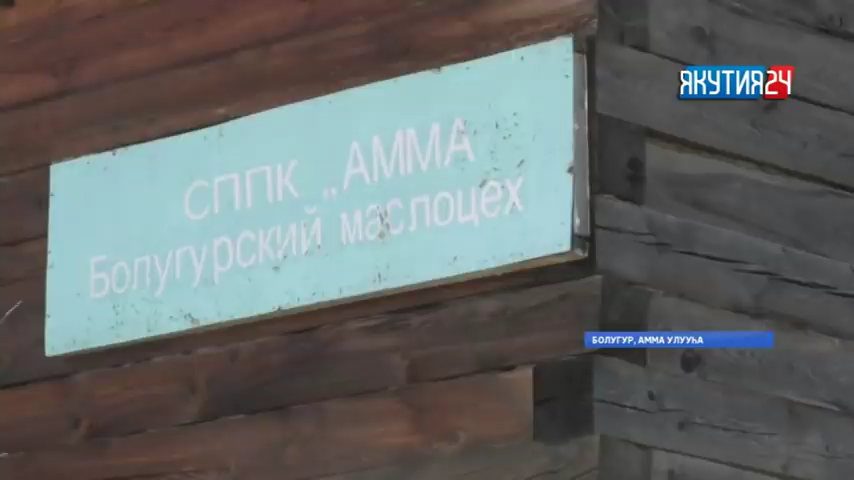 ЯКУТИЯ24
СППК „АММА
Болугурский маслоцех
БОЛУГУР, АММА УЛУУҺА